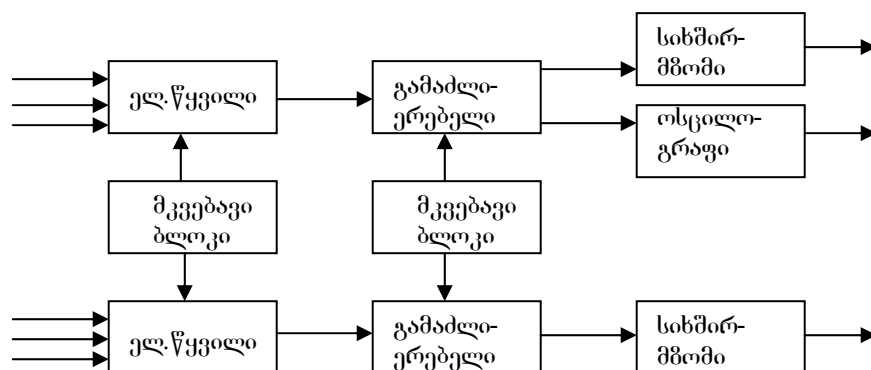 სიხშირ-
მზომი
ელ.წყვილი
გამაძლი-
ერებელი
ოსცილო-
გრაფი
მკვებავი
ბლოკი
მკვებავი
ბლოკი
ელ.წყვილი
გამაძლი-
ერებელი
სიხშირ-
მზომი